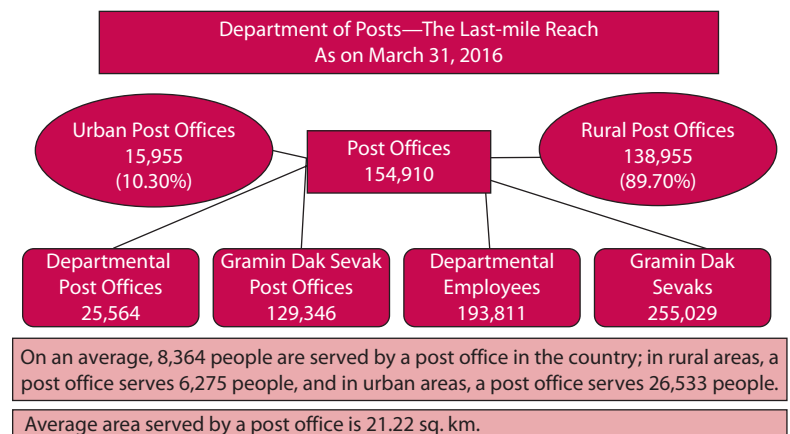 Department of Posts—The Last-mile Reach
As on March 31, 2016
Urban Post Offices
15,955
(10.30%)
Post Offices
154,910
Rural Post Offices
138,955
(89.70%)
Departmental
Post Offices
25,564
Gramin Dak Sevak
Post Offices
129,346
Departmental
Employees
193,811
Gramin Dak
Sevaks
255,029
On an average, 8,364 people are served by a post office in the country; in rural areas, a
post office serves 6,275 people, and in urban areas, a post office serves 26,533 people.
Average area served by a post office is 21.22 sq. km.